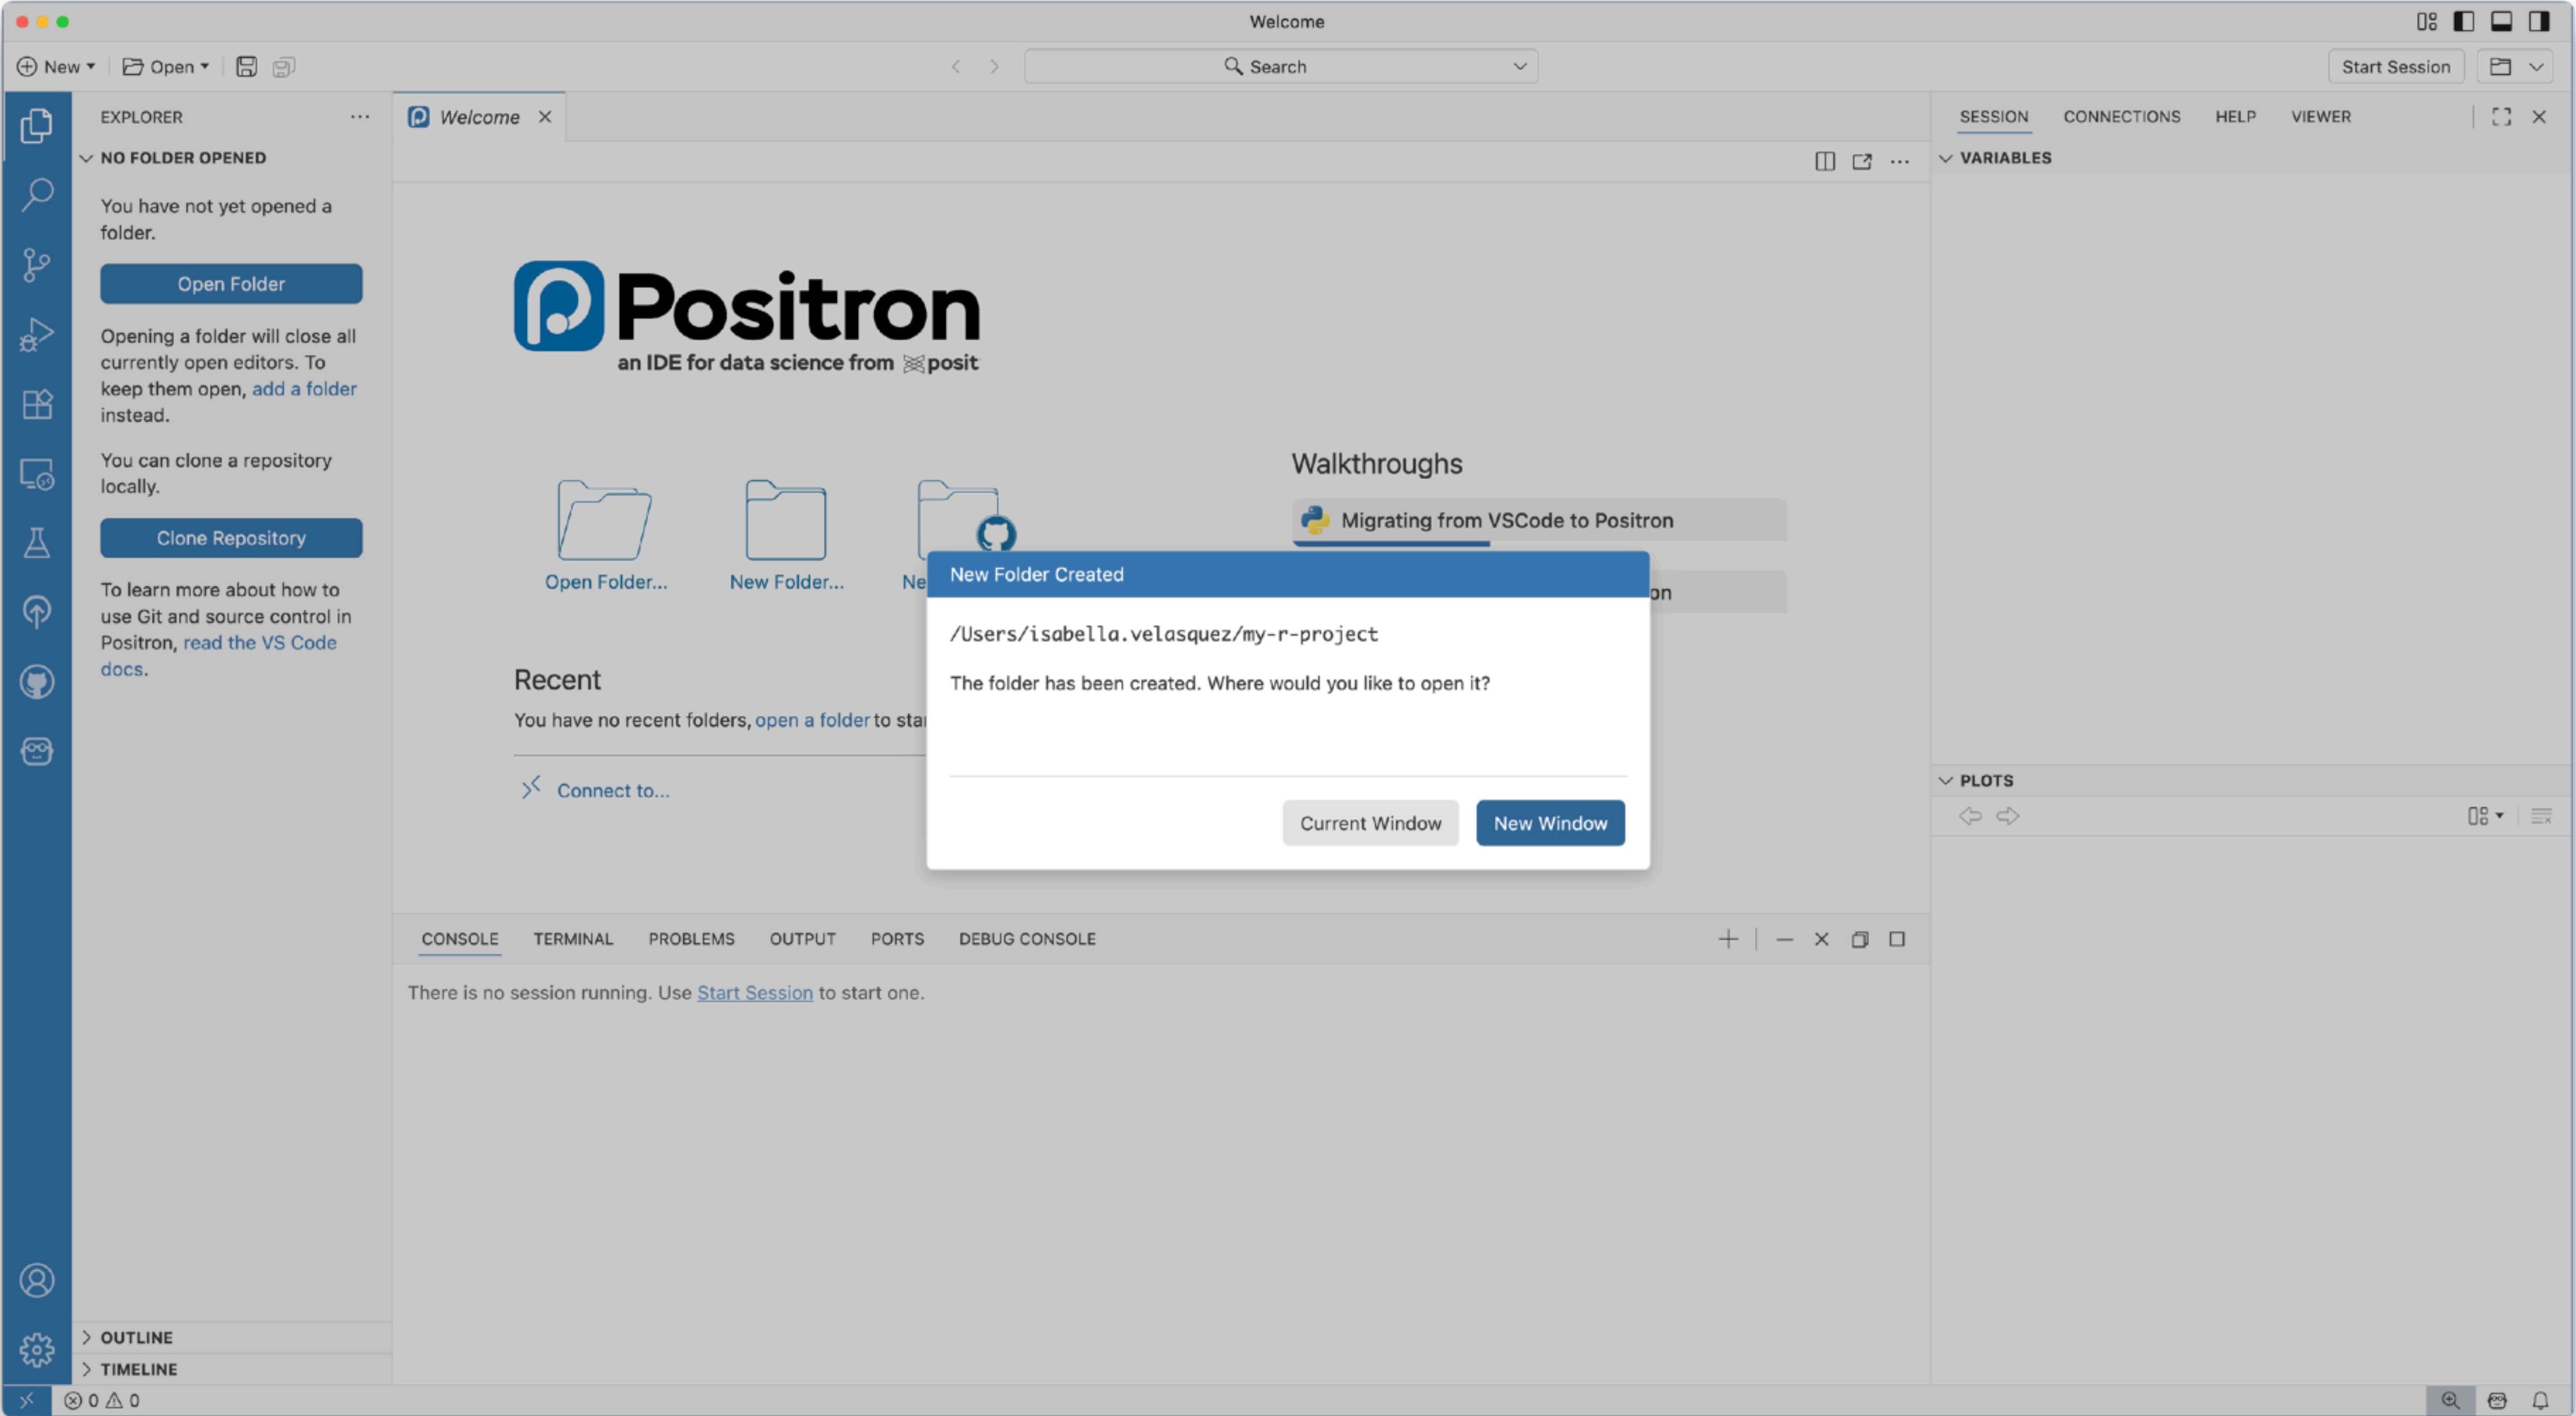 Welcome
New
Open
Search
Start Session
EXPLORER
NO FOLDER OPENED
You have not yet opened a
folder.
Open Folder
Opening a folder will close all
currently open editors. To
keep them open, add a folder
instead.
You can clone a repository
locally.
Clone Repository
To learn more about how to
use Git and source control in
Positron, read the VS Code
docs.
OUTLINE
TIMELINE
Welcome
Positron
an IDE for data science from posit
Open Folder...
New Folder...
Ne
Walkthroughs
Migrating from VSCode to Positron
on
Recent
You have no recent folders, open a folder to star
Connect to...
New Folder Created
/Users/isabella.velasquez/my-r-project
The folder has been created. Where would you like to open it?
Current Window
New Window
CONSOLE TERMINAL PROBLEMS OUTPUT PORTS DEBUG CONSOLE
There is no session running. Use Start Session to start one.
SESSION CONNECTIONS HELP VIEWER
VARIABLES
PLOTS
0 0